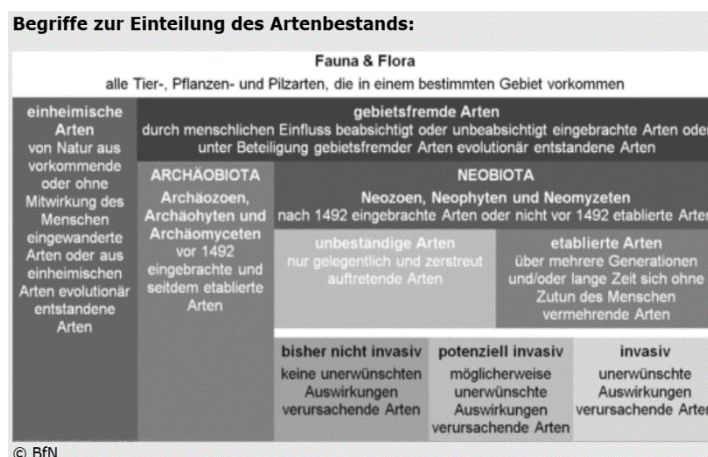 Begriffe zur Einteilung des Artenbestands:
Fauna & Flora
alle Tier-, Pflanzen- und Pilzarten, die in einem bestimmten Gebiet vorkommen
einheimische
Arten
von Natur aus
vorkommende
oder ohne
Mitwirkung des
Menschen
eingewanderte
Arten oder aus
einheimischen
Arten evolutionär
entstandene
Arten
gebietsfremde Arten
durch menschlichen Einfluss beabsichtigt oder unbeabsichtigt eingebrachte Arten oder
unter Beteiligung gebietsfremder Arten evolutionär entstandene Arten
ARCHÄOBIOTA
Archäozoen,
Archäohyten und
Archäomyceten
vor 1492
eingebrachte und
seitdem etablierte
Arten
NEOBIOTA
Neozoen, Neophyten und Neomyzeten
nach 1492 eingebrachte Arten oder nicht vor 1492 etablierte Arten
unbeständige Arten
nur gelegentlich und zerstreut
auftretende Arten
etablierte Arten
über mehrere Generationen
und/oder lange Zeit sich ohne
Zutun des Menschen
vermehrende Arten
bisher nicht invasiv
keine unerwünschten
Auswirkungen
verursachende Arten
potenziell invasiv
möglicherweise
unerwünschte
Auswirkungen
verursachende Arten
invasiv
unerwünschte
Auswirkungen
verursachende Arten
© BfN